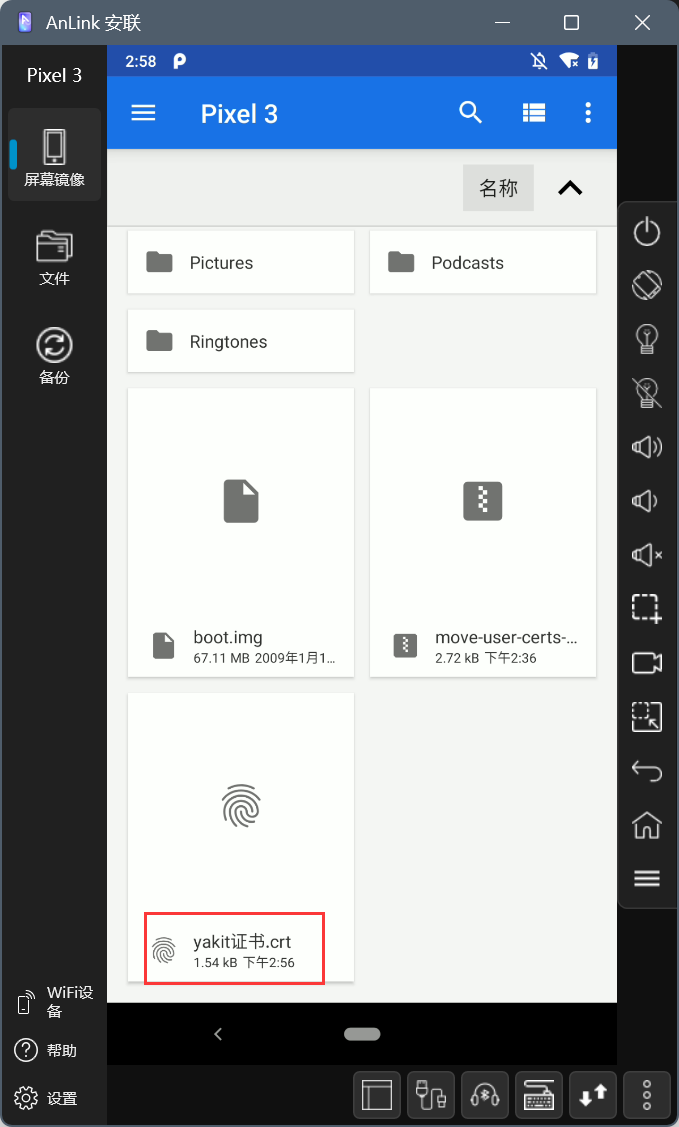 AnLink 安联
Pixel 3
屏幕镜像
文件
备份
WiFi设
备
帮助
设置
2:58
Pixel 3
名称
Pictures
Podcasts
Ringtones
boot.img
67.11 MB 2009年1月1...
move-user-certs-...
2.72 kB 下午2:36
yakit证书.crt
1.54 kB 下午2:56